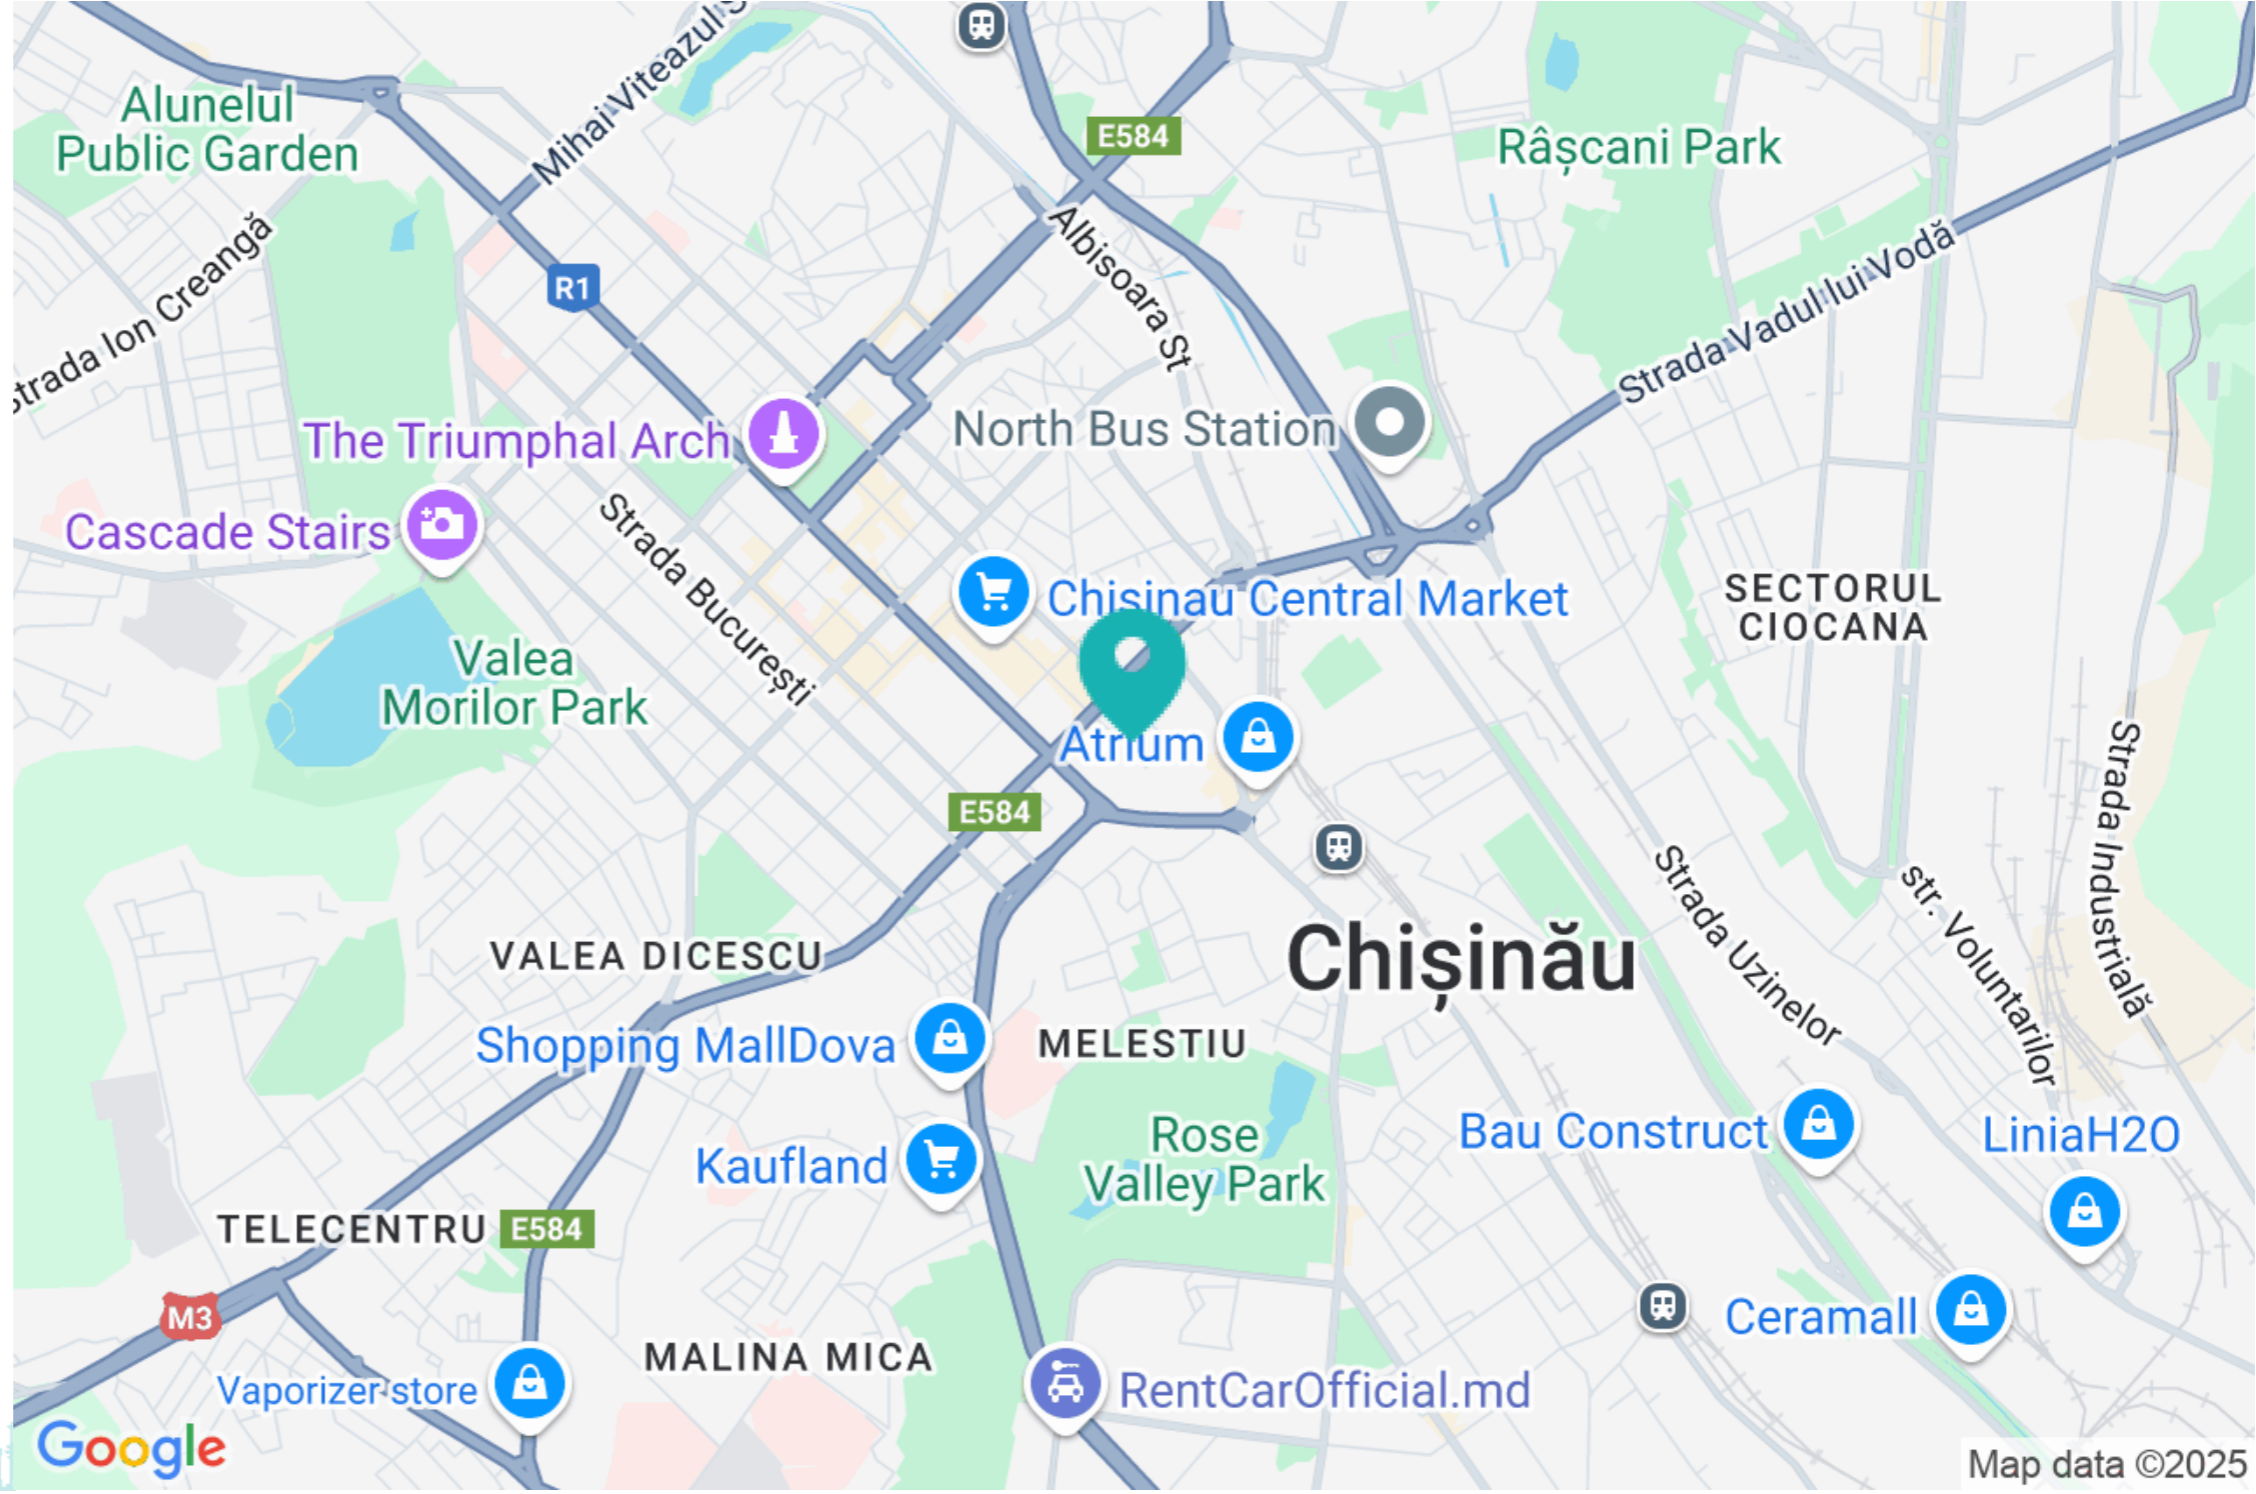 Mihai Viteazul S
Alunelul
Public Garden
E584
Râșcani Park
Strada Ion Creangă
Albisoara St
Strada Vadul lui Vodă
R1
The Triumphal Arch
North Bus Station
Cascade Stairs
Strada București
Chisinau Central Market
SECTORUL
CIOCANA
Valea
Morilor Park
Atrium
E584
Strada Industrială
Strada Uzinelor
str. Voluntarilor
VALEA DICESCU
Chișinău
Shopping MallDova
MELESTIU
Rose
Valley Park
Bau Construct
LiniaH2O
Kaufland
TELECENTRU
E584
M3
Ceramall
MALINA MICA
Vaporizer store
RentCarOfficial.md
Google
Map data ©2025